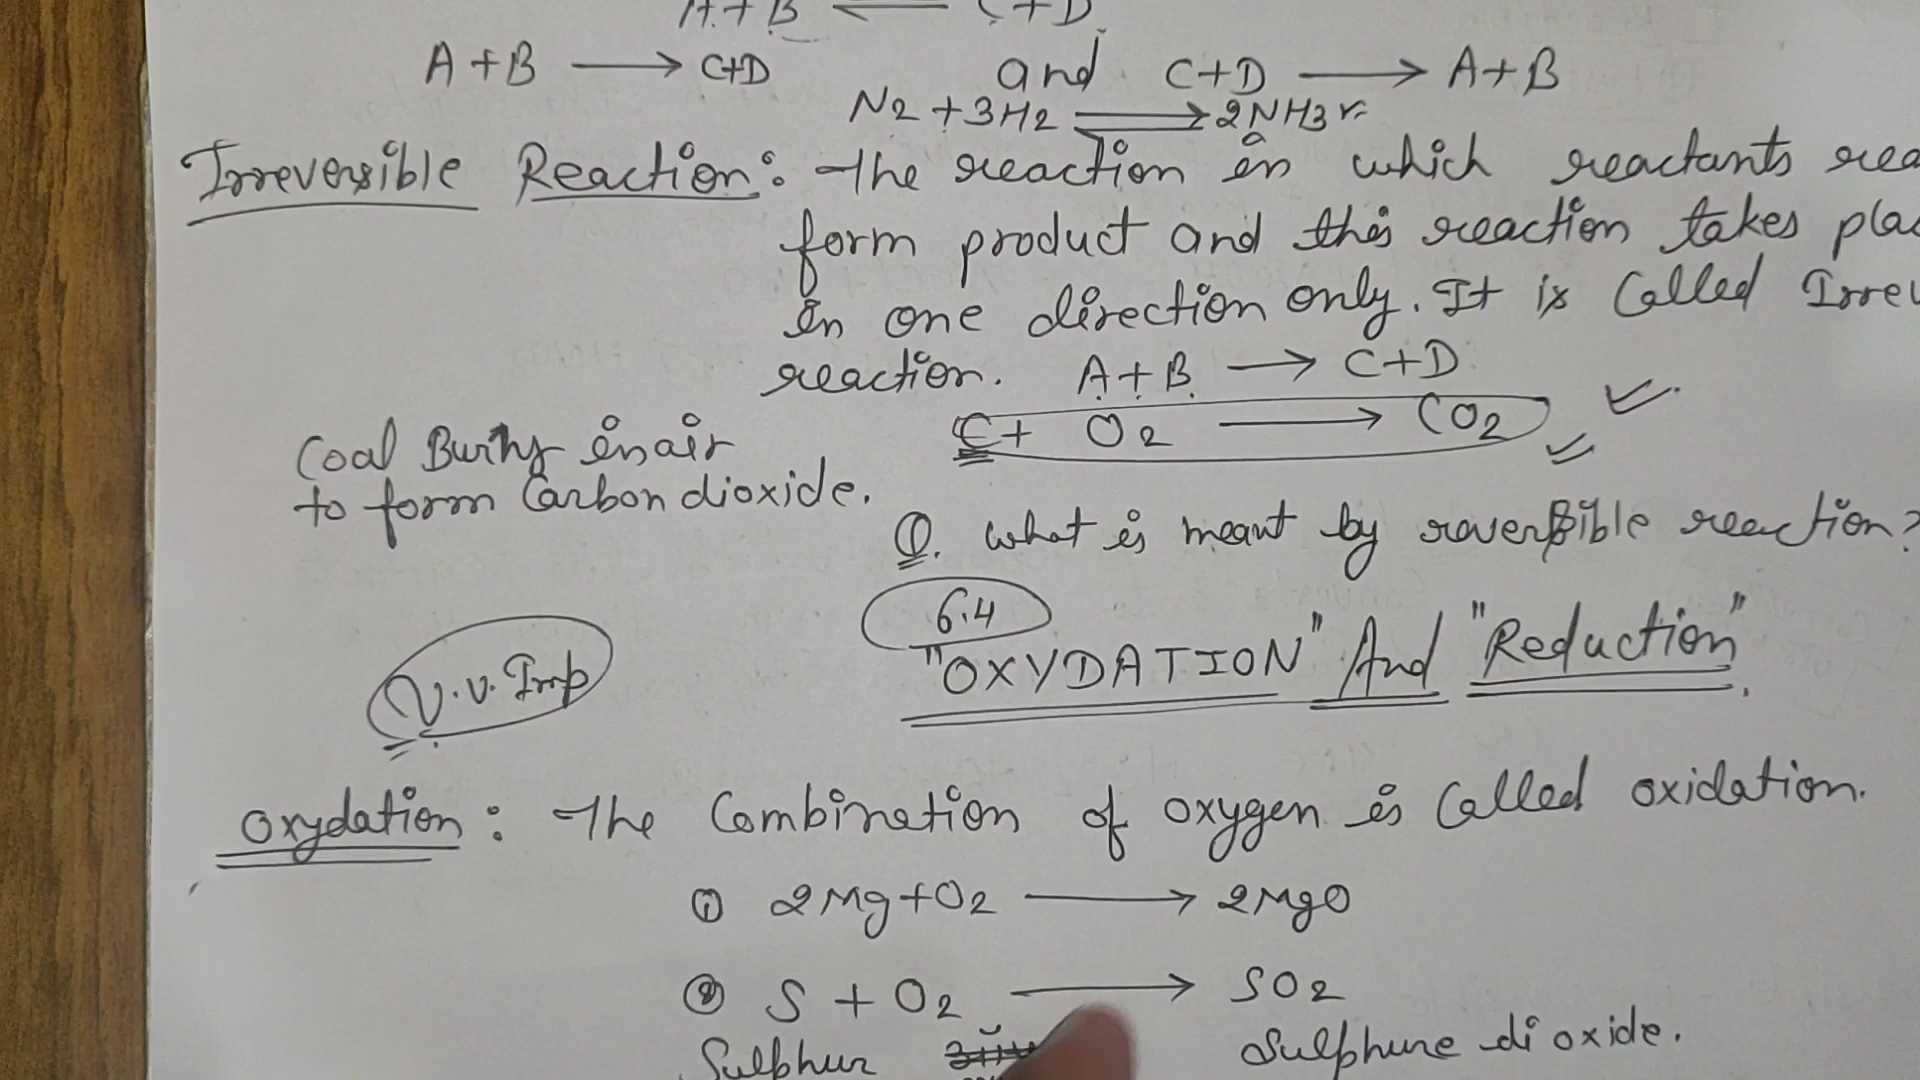 A + B ⇌ C + D
A + B ⟶ C+D and C+D ⟶ A+B
N2 + 3H2 ⇌ 2NH3
Irreversible Reaction : The reaction in which reactants rea
form product and this reaction takes pla
in one direction only. It is Called Irrev
reaction. A + B ⟶ C+D
C + O2 ⟶ CO2
Coal Burning in air
to form Carbon dioxide.
Q. what is meant by reversible reaction?
6.4
V.V. Imp
"OXYDATION" And "Reduction"
Oxydation : The Combination of oxygen is Called oxidation.
① 2Mg + O2 ⟶ 2MgO
② S + O2 ⟶ SO2
Sulphur Sulphure dioxide.